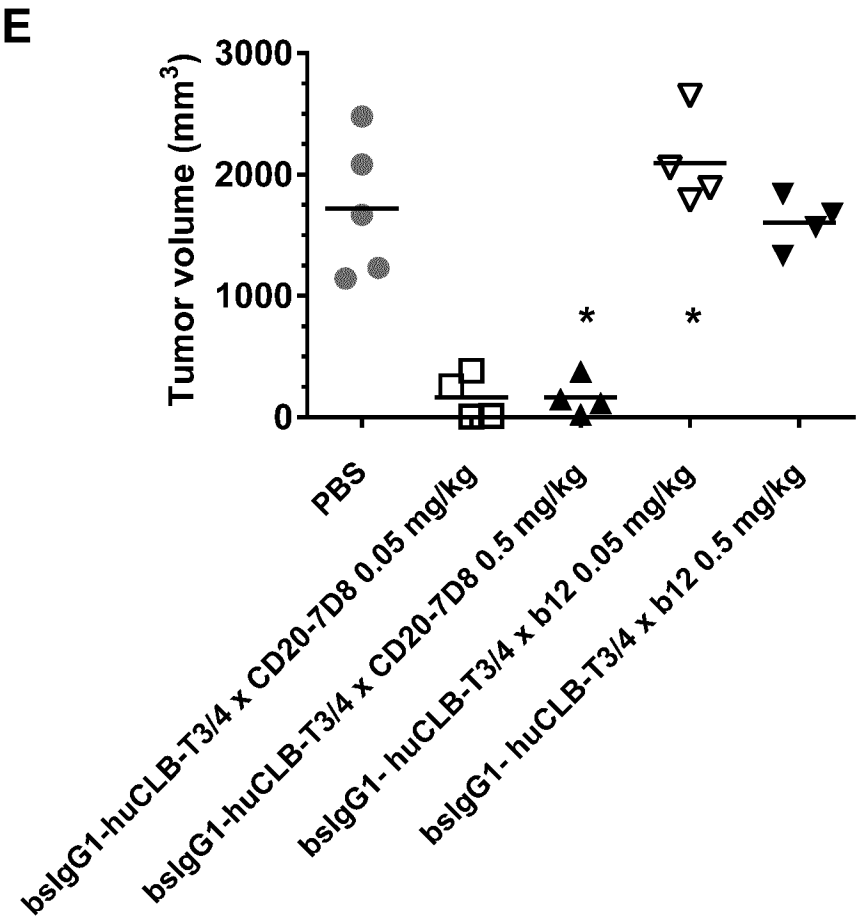 E
Tumor volume (mm³)
3000
2000
1000
0
*
*
PBS
bsIgG1-huCLB-T3/4 x CD20-7D8 0.05 mg/kg
bsIgG1-huCLB-T3/4 x CD20-7D8 0.5 mg/kg
bsIgG1- huCLB-T3/4 x b12 0.05 mg/kg
bsIgG1- huCLB-T3/4 x b12 0.5 mg/kg